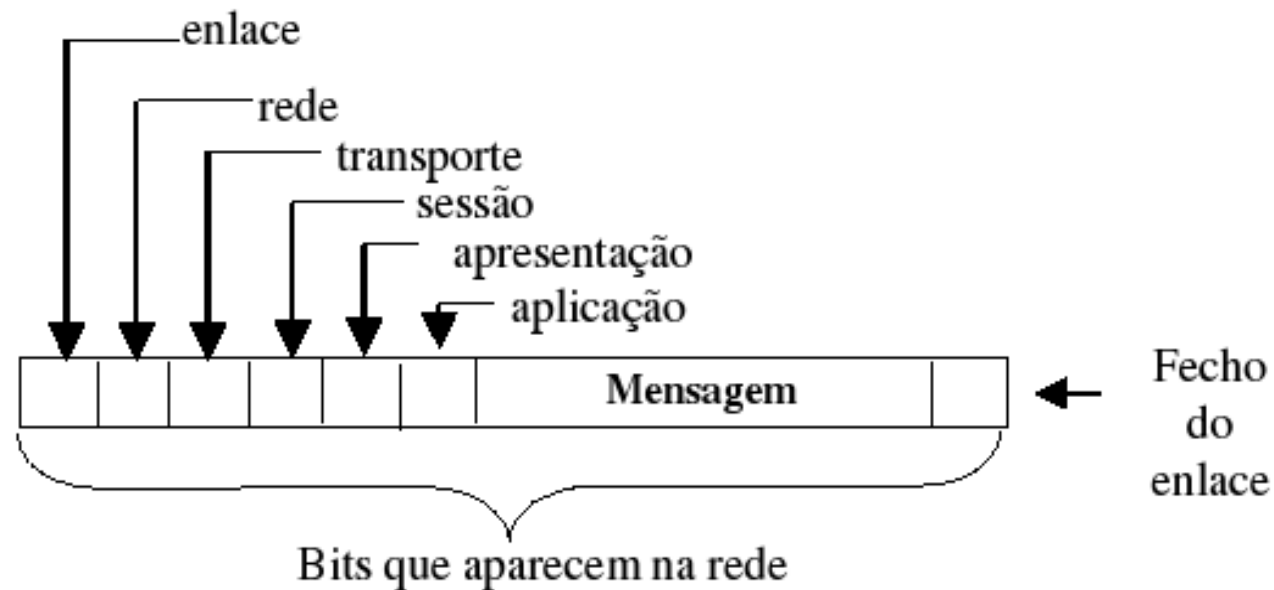 enlace
rede
transporte
sessão
apresentação
aplicação
Mensagem
Fecho
do
enlace
Bits que aparecem na rede